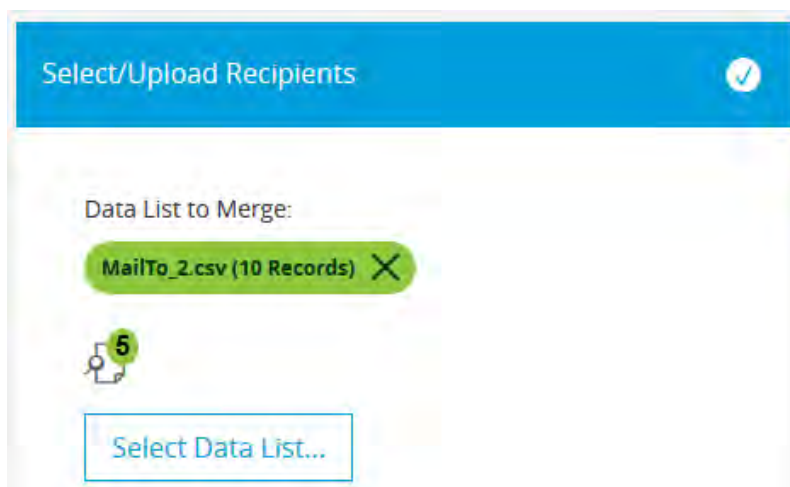 Select/Upload Recipients
Data List to Merge:
MailTo_2.csv (10 Records)
5
Select Data List...